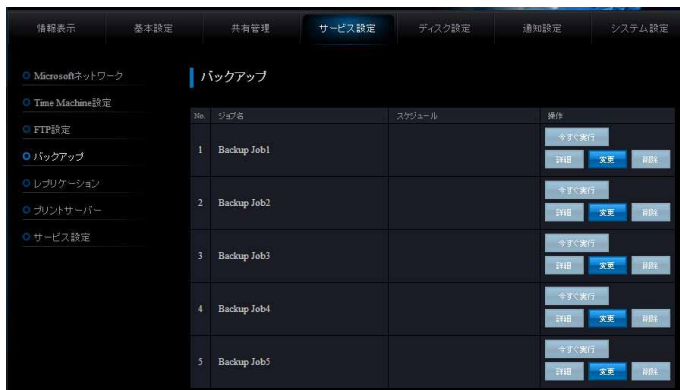 情報表示 基本設定 共有管理 サービス設定 ディスク設定 通知設定 システム設定
Microsoftネットワーク
Time Machine設定
FTP設定
バックアップ
レプリケーション
プリントサーバー
サービス設定
バックアップ
No. ジョブ名 スケジュール 操作
今すぐ実行
1 Backup Job1
詳細 変更 削除
今すぐ実行
2 Backup Job2
詳細 変更 削除
今すぐ実行
3 Backup Job3
詳細 変更 削除
今すぐ実行
4 Backup Job4
詳細 変更 削除
今すぐ実行
5 Backup Job5
詳細 変更 削除